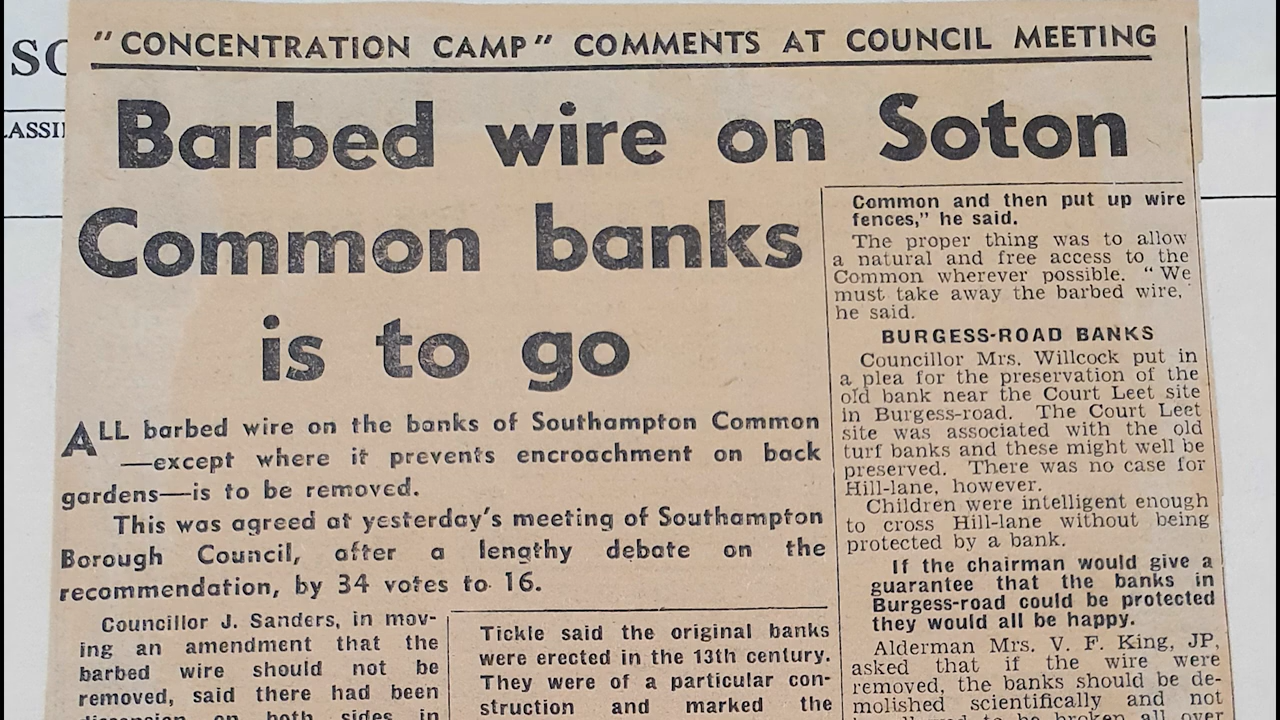 SO
LASSI
"CONCENTRATION CAMP" COMMENTS AT COUNCIL MEETING
Barbed wire on Soton
Common banks
is to go
ALL barbed wire on the banks of Southampton Common
—except where it prevents encroachment on back
gardens—is to be removed.
This was agreed at yesterday's meeting of Southampton
Borough Council, after a lengthy debate on the
recommendation, by 34 votes to 16.
Councillor J. Sanders, in mov-
ing an amendment that the
barbed wire should not be
removed, said there had been
dissension on both sides in
Tickle said the original banks
were erected in the 13th century.
They were of a particular con-
struction and marked the
Common and then put up wire
fences," he said.
The proper thing was to allow
a natural and free access to the
Common wherever possible. "We
must take away the barbed wire,
he said.
BURGESS-ROAD BANKS
Councillor Mrs. Willcock put in
a plea for the preservation of the
old bank near the Court Leet site
in Burgess-road. The Court Leet
site was associated with the old
turf banks and these might well be
preserved. There was no case for
Hill-lane, however.
Children were intelligent enough
to cross Hill-lane without being
protected by a bank.
If the chairman would give a
guarantee that the banks in
Burgess-road could be protected
they would all be happy.
Alderman Mrs. V. F. King, JP,
asked that if the wire were
removed, the banks should be de-
molished scientifically and not
to be broken all over